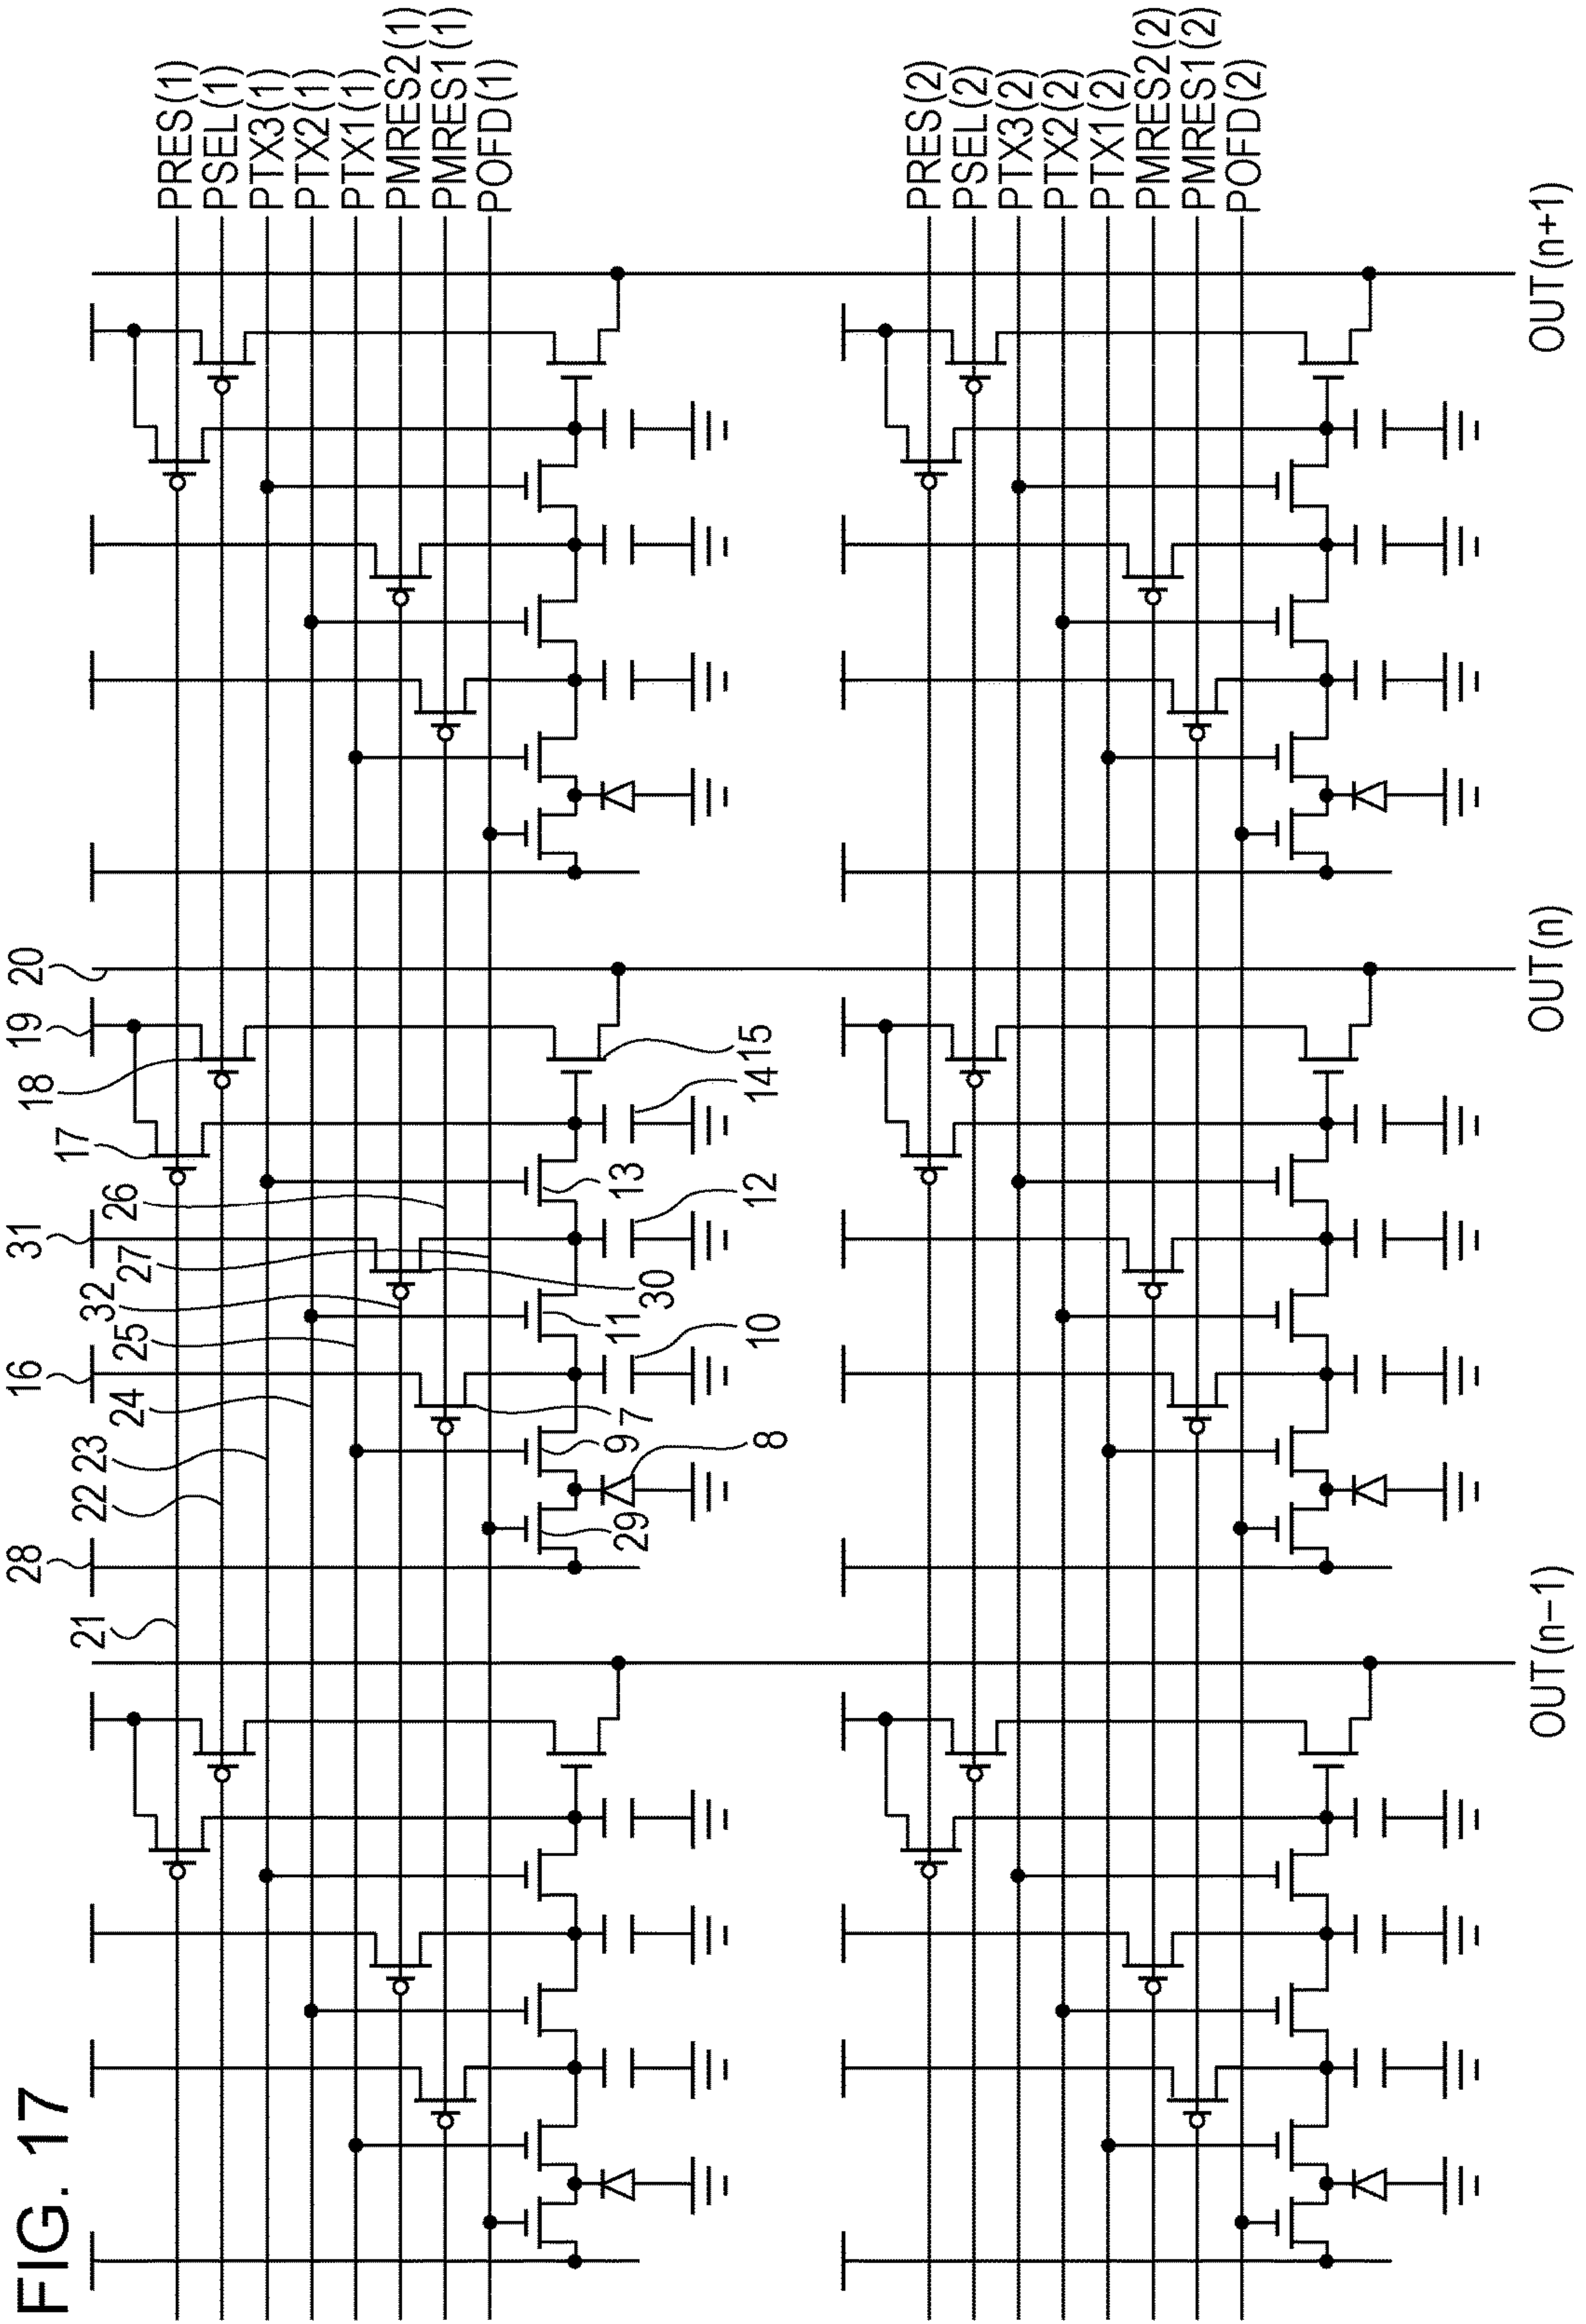 FIG. 17
28
22
23
24
16
25
32
27
31
26
17
18
19
20
21
29
8
9
7
10
11
30
12
13
14
15
PRES(1)
PSEL(1)
PTX3(1)
PTX2(1)
PTX1(1)
PMRES2(1)
PMRES1(1)
POFD(1)
PRES(2)
PSEL(2)
PTX3(2)
PTX2(2)
PTX1(2)
PMRES2(2)
PMRES1(2)
POFD(2)
OUT(n−1)
OUT(n)
OUT(n+1)